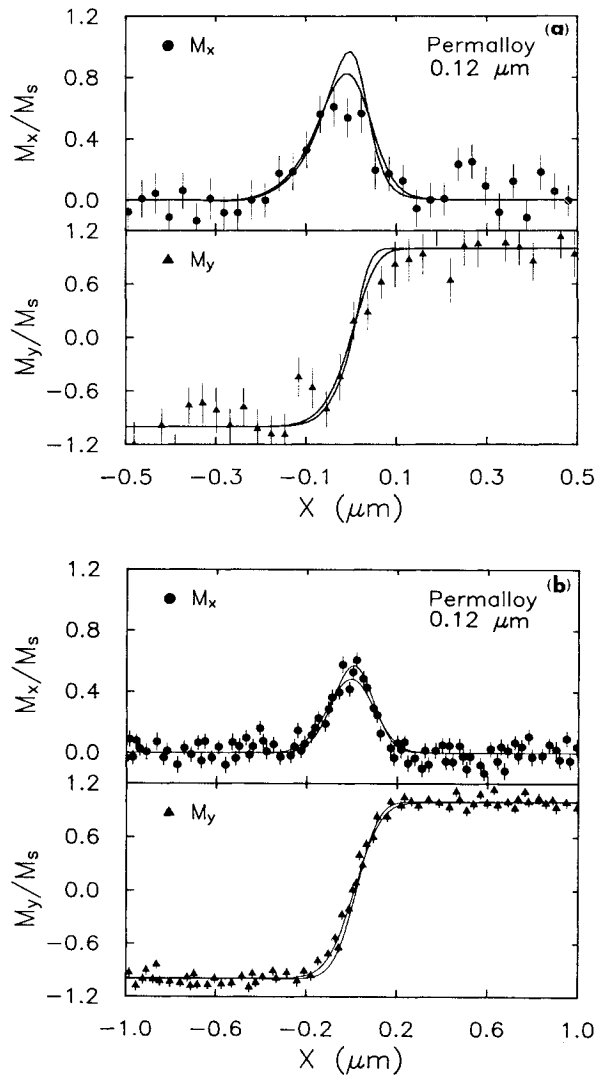 (a)
● Mₓ
Permalloy
0.12 μm
Mₓ/Mₛ
1.2
0.8
0.4
0.0
▲ Mᵧ
Mᵧ/Mₛ
1.2
0.6
0.0
−0.6
−1.2
−0.5 −0.3 −0.1 0.1 0.3 0.5
X (μm)
(b)
● Mₓ
Permalloy
0.12 μm
Mₓ/Mₛ
1.2
0.8
0.4
0.0
▲ Mᵧ
Mᵧ/Mₛ
1.2
0.6
0.0
−0.6
−1.2
−1.0 −0.6 −0.2 0.2 0.6 1.0
X (μm)